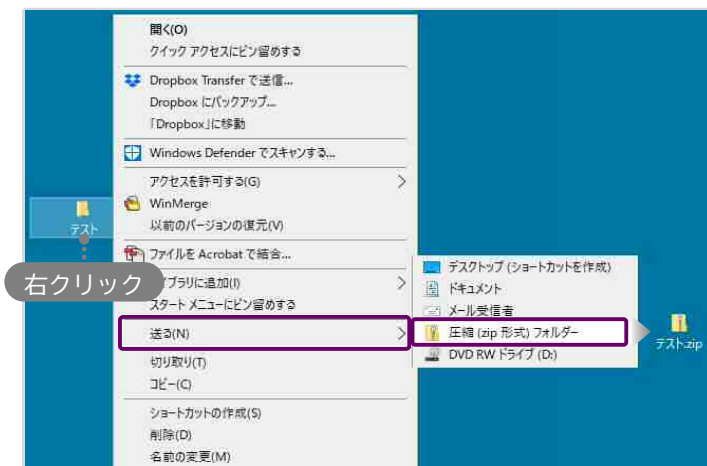 開く(O)
クイック アクセスにピン留めする
Dropbox Transfer で送信...
Dropbox にバックアップ...
「Dropbox」に移動
Windows Defender でスキャンする...
アクセスを許可する(G)
WinMerge
以前のバージョンの復元(V)
テスト
ファイルを Acrobat で結合...
右クリック
イブラリに追加(I)
スタート メニューにピン留めする
送る(N)
切り取り(T)
コピー(C)
ショートカットの作成(S)
削除(D)
名前の変更(M)
デスクトップ (ショートカットを作成)
ドキュメント
メール受信者
圧縮 (zip 形式) フォルダー
DVD RW ドライブ (D:)
テスト.zip